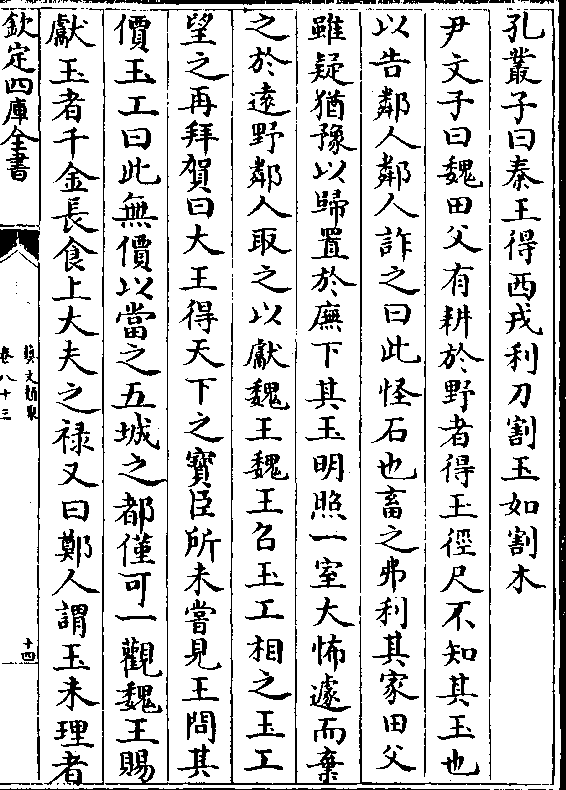 孔叢子曰秦王得西戎利刀割玉如割木
尹文子曰魏田父有耕於野者得玉徑尺不知其玉也
以告鄰人鄰人詐之曰此怪石也畜之弗利其家田父
雖疑猶豫以歸置於廡下其玉明照一室大怖遽而棄
之於遠野鄰人取之以獻魏王魏王召玉工相之玉工
望之再拜賀曰大王得天下之寳臣所未嘗見王問其
價玉工曰此無價以當之五城之都僅可一觀魏王賜
獻玉者千金長食上大夫之禄又曰鄭人謂玉未理者
欽定四庫全書
藝文類聚
卷八十三
十四